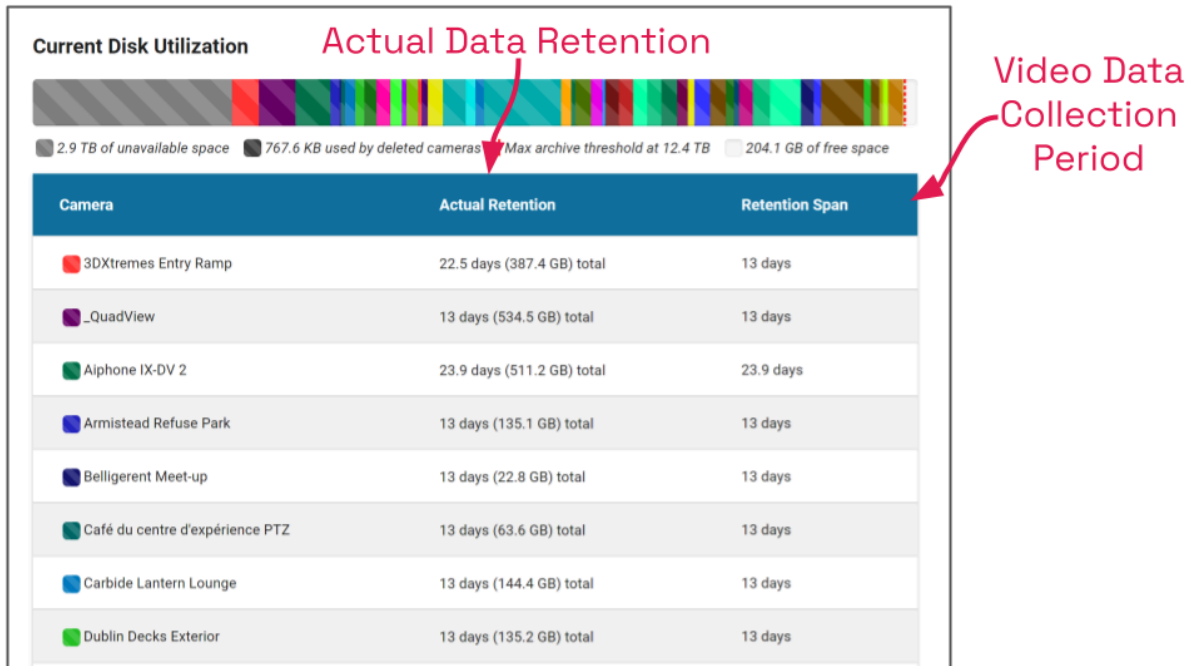 Current Disk Utilization
Actual Data Retention
Video Data
Collection
Period
2.9 TB of unavailable space 767.6 KB used by deleted cameras Max archive threshold at 12.4 TB 204.1 GB of free space
Camera Actual Retention Retention Span
3DXtremes Entry Ramp 22.5 days (387.4 GB) total 13 days
_QuadView 13 days (534.5 GB) total 13 days
Aiphone IX-DV 2 23.9 days (511.2 GB) total 23.9 days
Armistead Refuse Park 13 days (135.1 GB) total 13 days
Belligerent Meet-up 13 days (22.8 GB) total 13 days
Café du centre d'expérience PTZ 13 days (63.6 GB) total 13 days
Carbide Lantern Lounge 13 days (144.4 GB) total 13 days
Dublin Decks Exterior 13 days (135.2 GB) total 13 days